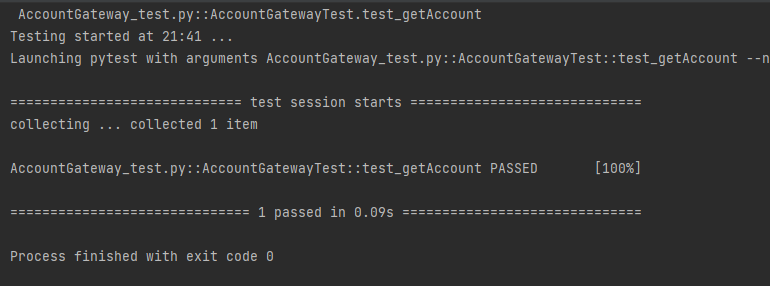 AccountGateway_test.py::AccountGatewayTest.test_getAccount
Testing started at 21:41 ...
Launching pytest with arguments AccountGateway_test.py::AccountGatewayTest::test_getAccount --n
============================= test session starts =============================
collecting ... collected 1 item
AccountGateway_test.py::AccountGatewayTest::test_getAccount PASSED       [100%]
============================== 1 passed in 0.09s ==============================
Process finished with exit code 0